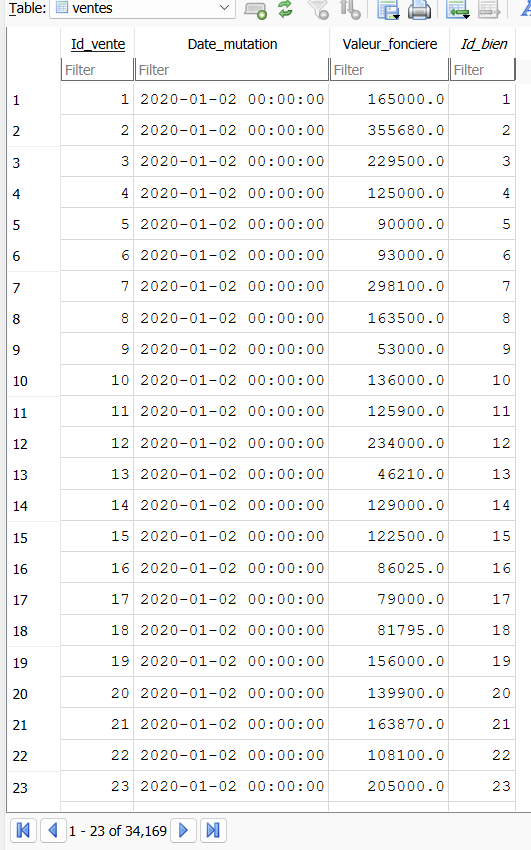 Table: ventes
Id_vente Date_mutation Valeur_fonciere Id_bien
Filter Filter Filter Filter
1 1 2020-01-02 00:00:00 165000.0 1
2 2 2020-01-02 00:00:00 355680.0 2
3 3 2020-01-02 00:00:00 229500.0 3
4 4 2020-01-02 00:00:00 125000.0 4
5 5 2020-01-02 00:00:00 90000.0 5
6 6 2020-01-02 00:00:00 93000.0 6
7 7 2020-01-02 00:00:00 298100.0 7
8 8 2020-01-02 00:00:00 163500.0 8
9 9 2020-01-02 00:00:00 53000.0 9
10 10 2020-01-02 00:00:00 136000.0 10
11 11 2020-01-02 00:00:00 125900.0 11
12 12 2020-01-02 00:00:00 234000.0 12
13 13 2020-01-02 00:00:00 46210.0 13
14 14 2020-01-02 00:00:00 129000.0 14
15 15 2020-01-02 00:00:00 122500.0 15
16 16 2020-01-02 00:00:00 86025.0 16
17 17 2020-01-02 00:00:00 79000.0 17
18 18 2020-01-02 00:00:00 81795.0 18
19 19 2020-01-02 00:00:00 156000.0 19
20 20 2020-01-02 00:00:00 139900.0 20
21 21 2020-01-02 00:00:00 163870.0 21
22 22 2020-01-02 00:00:00 108100.0 22
23 23 2020-01-02 00:00:00 205000.0 23
1 - 23 of 34,169